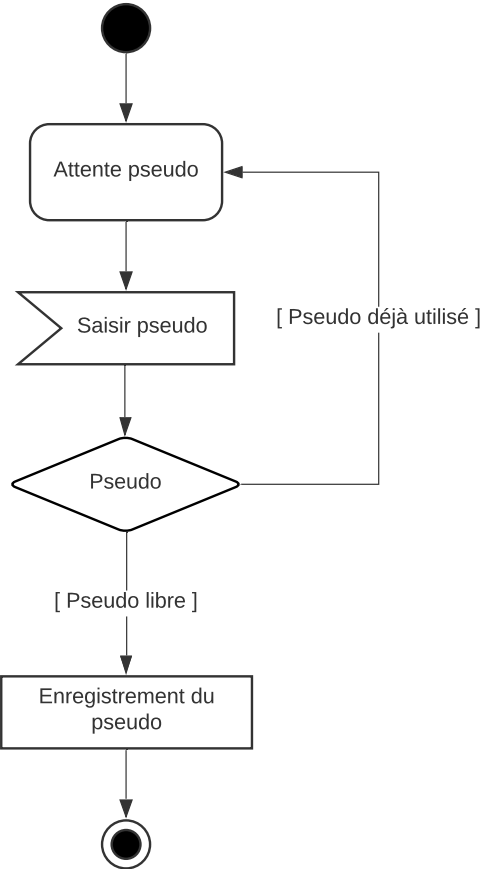 Attente pseudo
Saisir pseudo
[ Pseudo déjà utilisé ]
Pseudo
[ Pseudo libre ]
Enregistrement du
pseudo